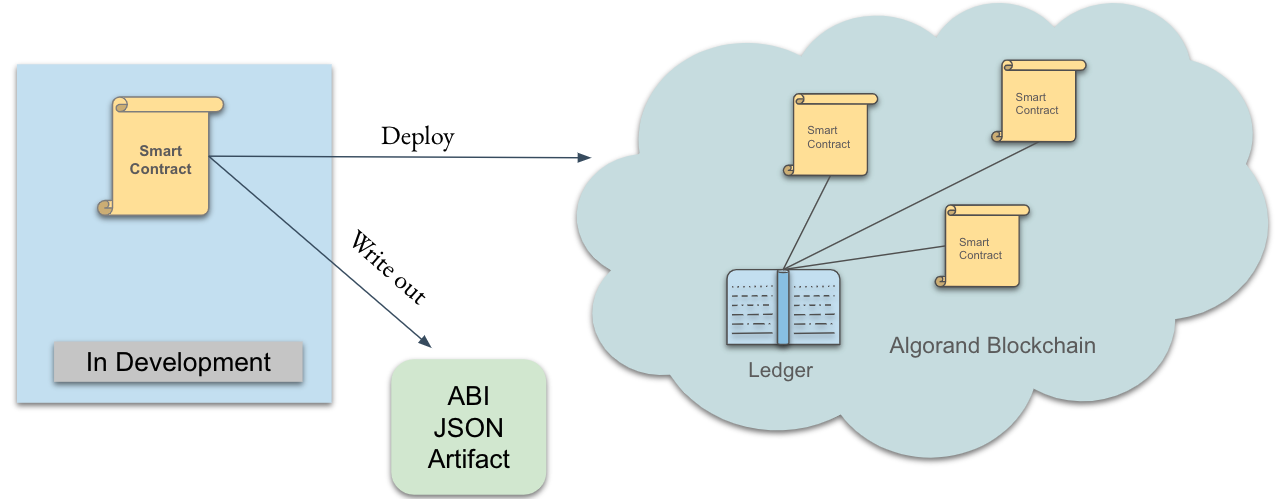 Smart
Contract
In Development
Deploy
Write out
ABI
JSON
Artifact
Smart
Contract
Smart
Contract
Smart
Contract
Ledger
Algorand Blockchain